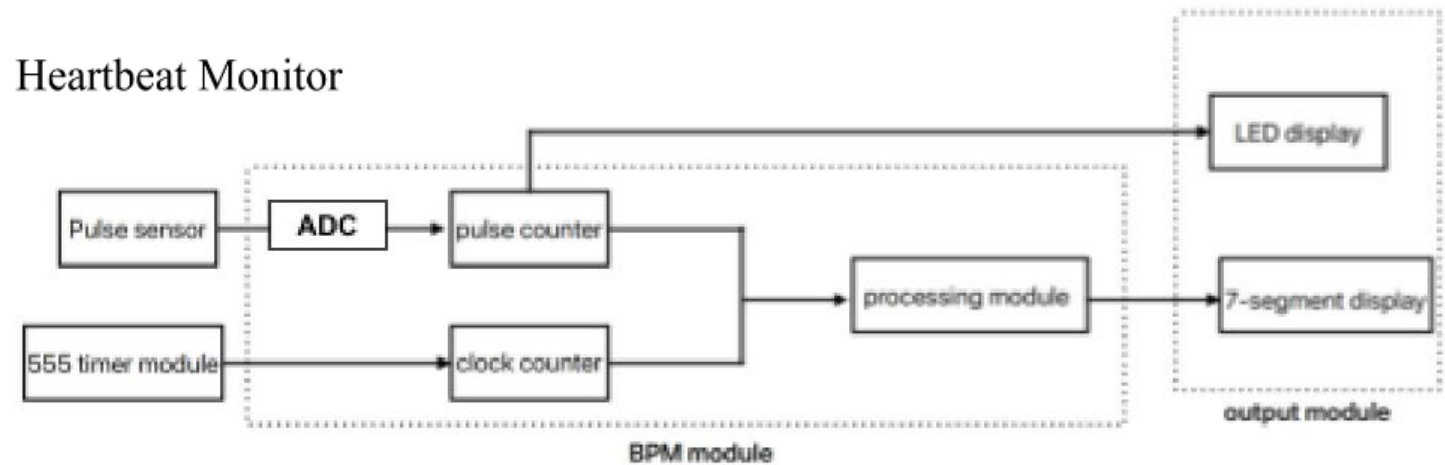 Heartbeat Monitor
LED display
Pulse sensor
ADC
pulse counter
processing module
7-segment display
555 timer module
clock counter
output module
BPM module